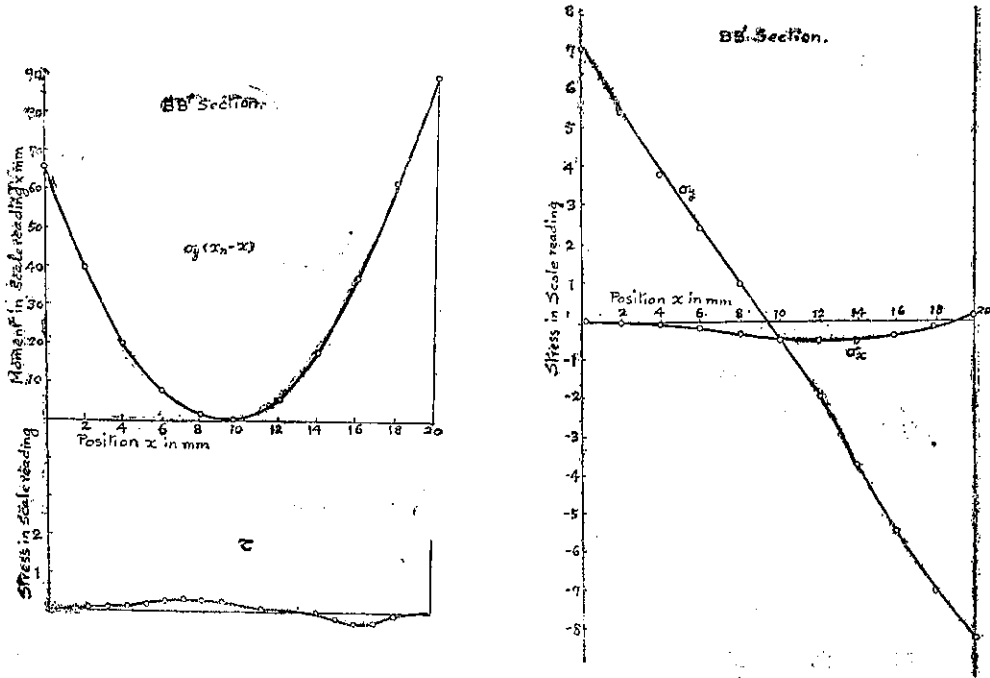 BB' Section.
Moment in scale reading x mm
90
80
70
60
50
40
30
20
10
σy (xn-x)
2 4 6 8 10 12 14 16 18 20
Position x in mm
Stress in scale reading
2
1
τ
BB' Section.
Stress in Scale reading
8
7
6
5
4
3
2
1
-1
-2
-3
-4
-5
-6
-7
-8
σy
Position x in mm
2 4 6 8 10 12 14 16 18 20
σx